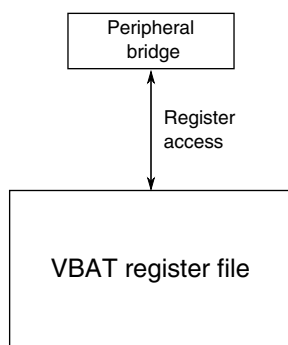 Peripheral
bridge
Register
access
VBAT register file